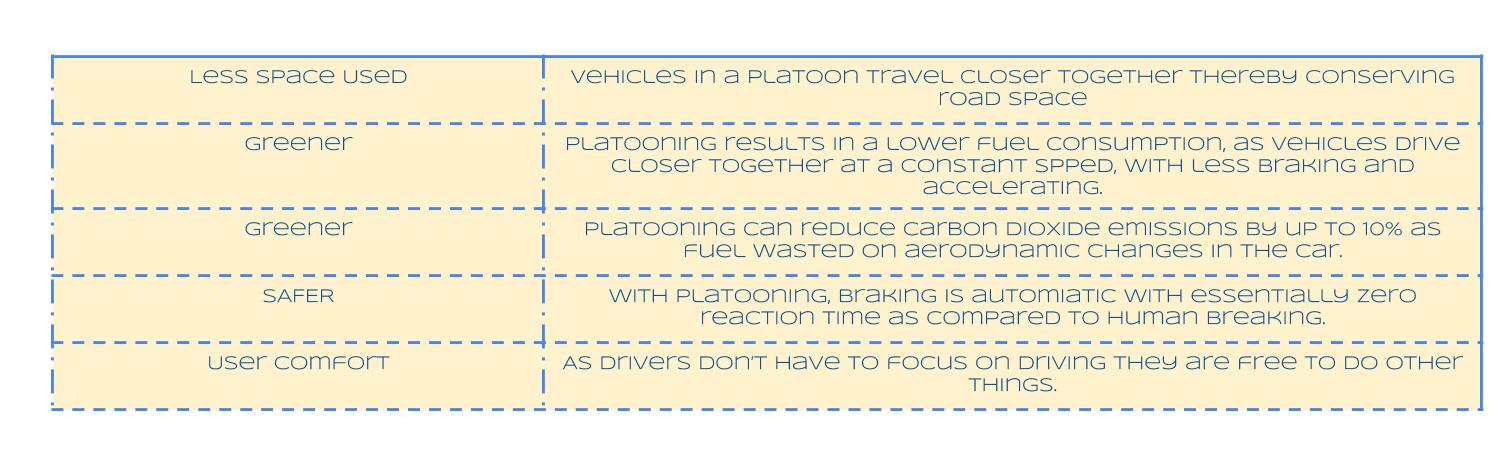 Less space used
Vehicles in a platoon travel closer together thereby conserving
road space
Greener
Platooning results in a lower fuel consumption, as vehicles drive
closer together at a constant spped, with less braking and
accelerating.
Greener
Platooning can reduce carbon dioxide emissions by up to 10% as
fuel wasted on aerodynamic changes in the car.
SAFER
With platooning, braking is automiatic with essentially zero
reaction time as compared to human breaking.
User comfort
As drivers don't have to focus on driving they are free to do other
things.